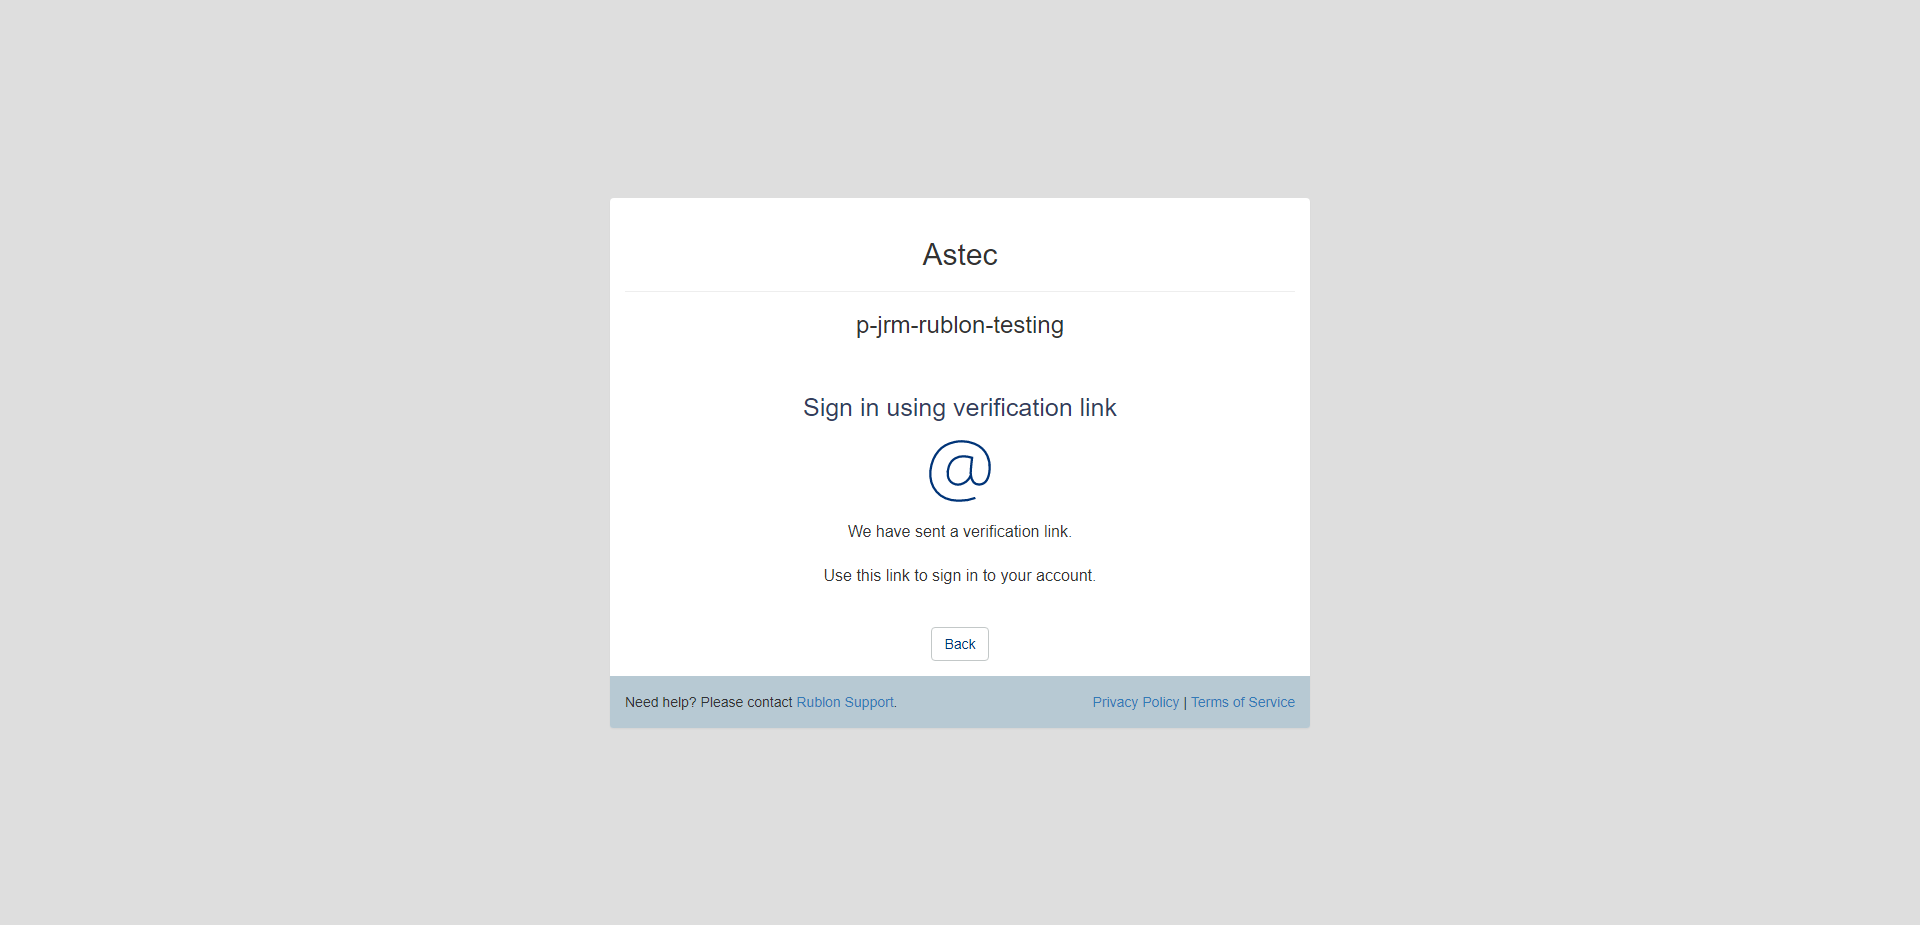 Astec
p-jrm-rublon-testing
Sign in using verification link
@
We have sent a verification link.
Use this link to sign in to your account.
Back
Need help? Please contact Rublon Support. Privacy Policy | Terms of Service